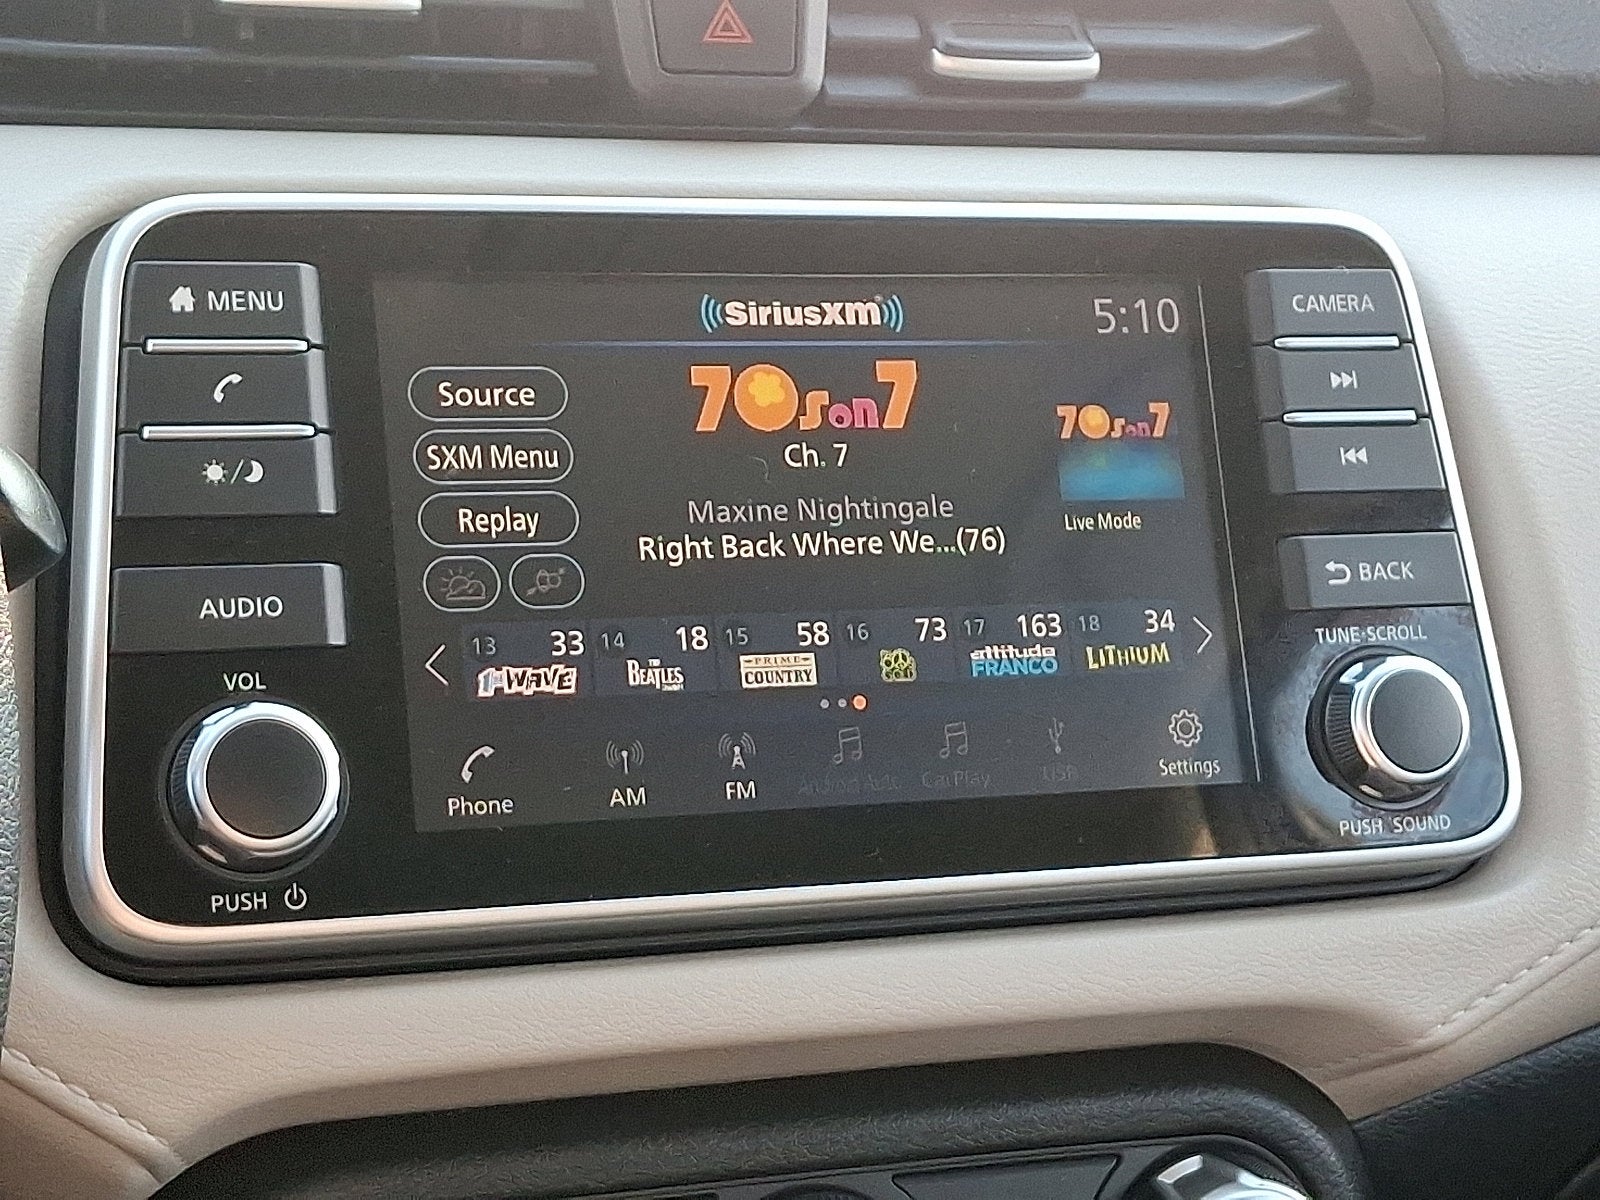 MENU
AUDIO
VOL
PUSH
SiriusXM
5:10
Source
SXM Menu
Replay
70s on 7
Ch. 7
Maxine Nightingale
Right Back Where We...(76)
70s on 7
Live Mode
13 33 14 18 15 58 16 73 17 163 18 34
1st WAVE THE BEATLES PRIME COUNTRY attitude FRANCO LITHIUM
Phone AM FM Android Auto CarPlay USB Settings
CAMERA
BACK
TUNE·SCROLL
PUSH SOUND